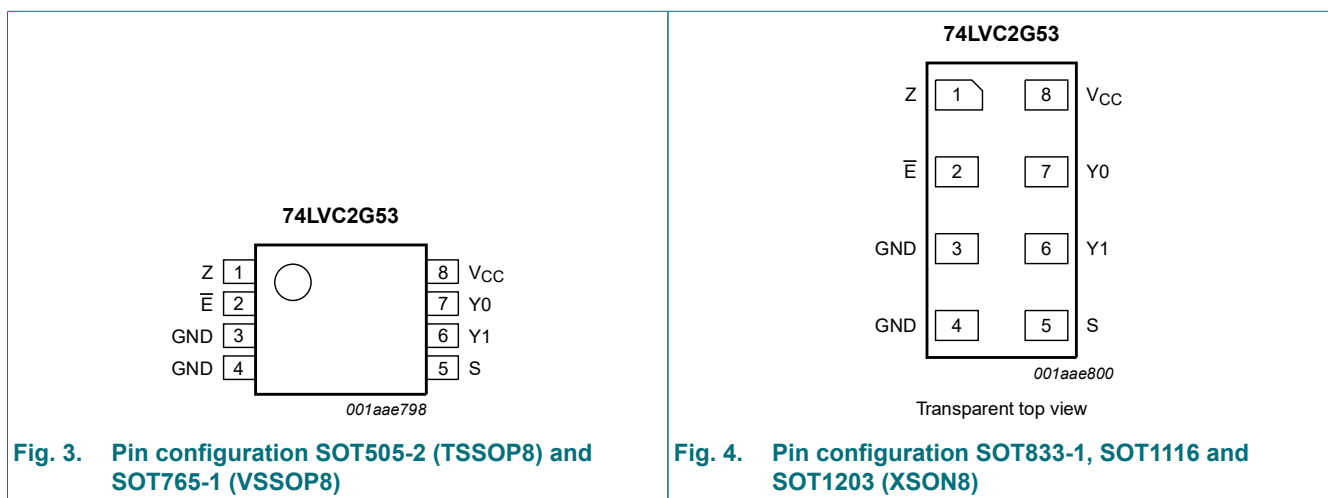 74LVC2G53
Z 1 8 VCC
E̅ 2 7 Y0
GND 3 6 Y1
GND 4 5 S
001aae798
Fig. 3. Pin configuration SOT505-2 (TSSOP8) and
SOT765-1 (VSSOP8)
74LVC2G53
Z 1 8 VCC
E̅ 2 7 Y0
GND 3 6 Y1
GND 4 5 S
001aae800
Transparent top view
Fig. 4. Pin configuration SOT833-1, SOT1116 and
SOT1203 (XSON8)